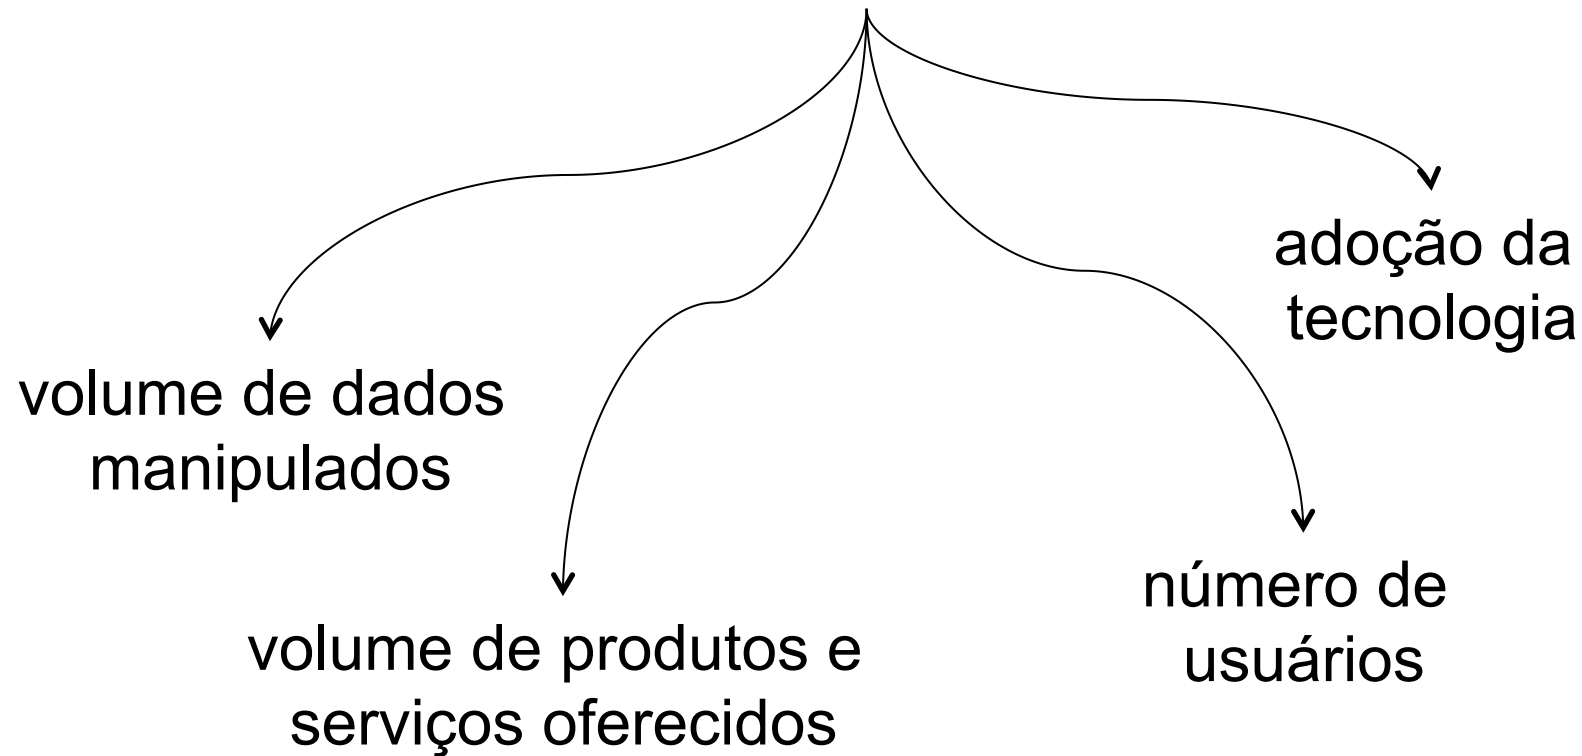 adoção da
tecnologia
volume de dados
manipulados
número de
usuários
volume de produtos e
serviços oferecidos